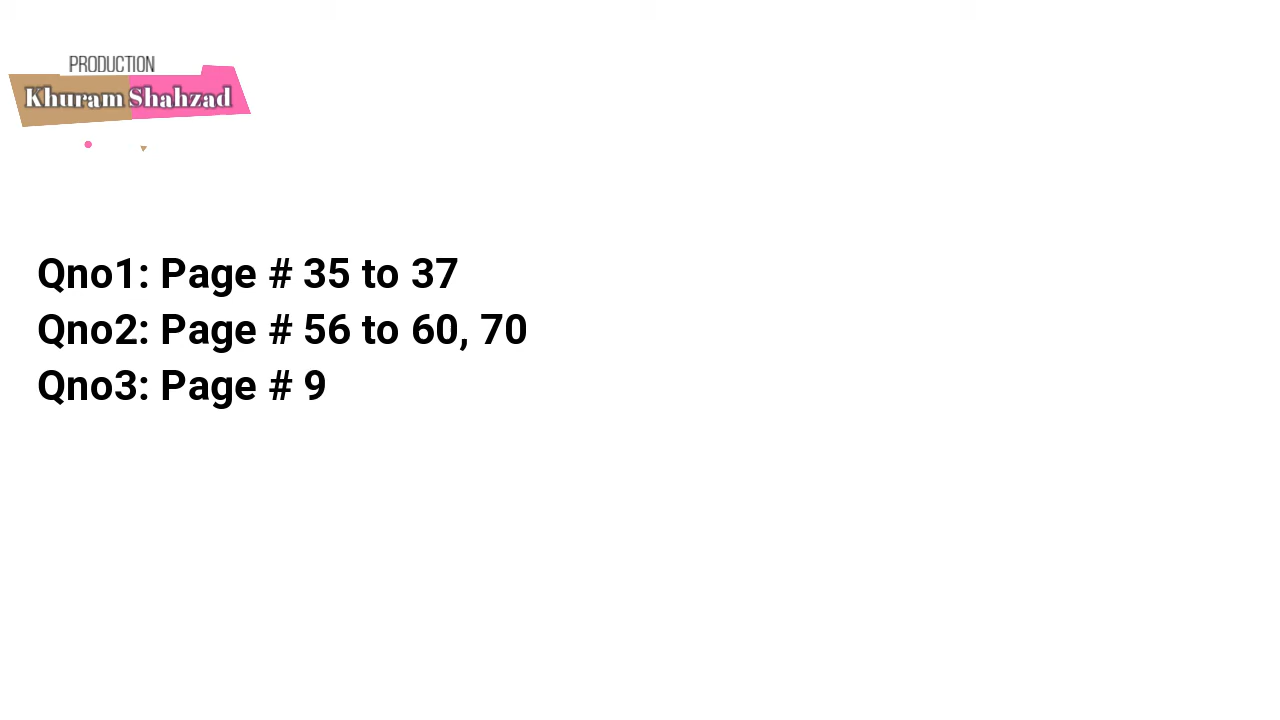 PRODUCTION
Khuram Shahzad
Qno1: Page # 35 to 37
Qno2: Page # 56 to 60, 70
Qno3: Page # 9